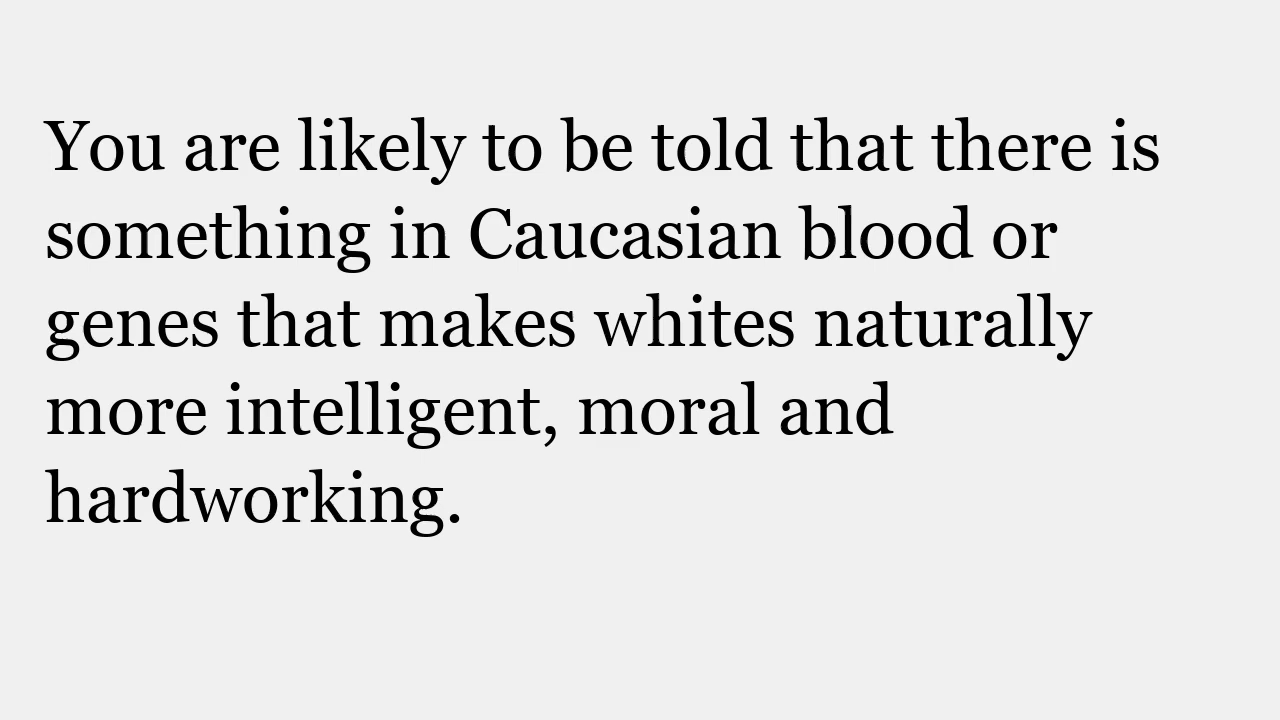 You are likely to be told that there is
something in Caucasian blood or
genes that makes whites naturally
more intelligent, moral and
hardworking.